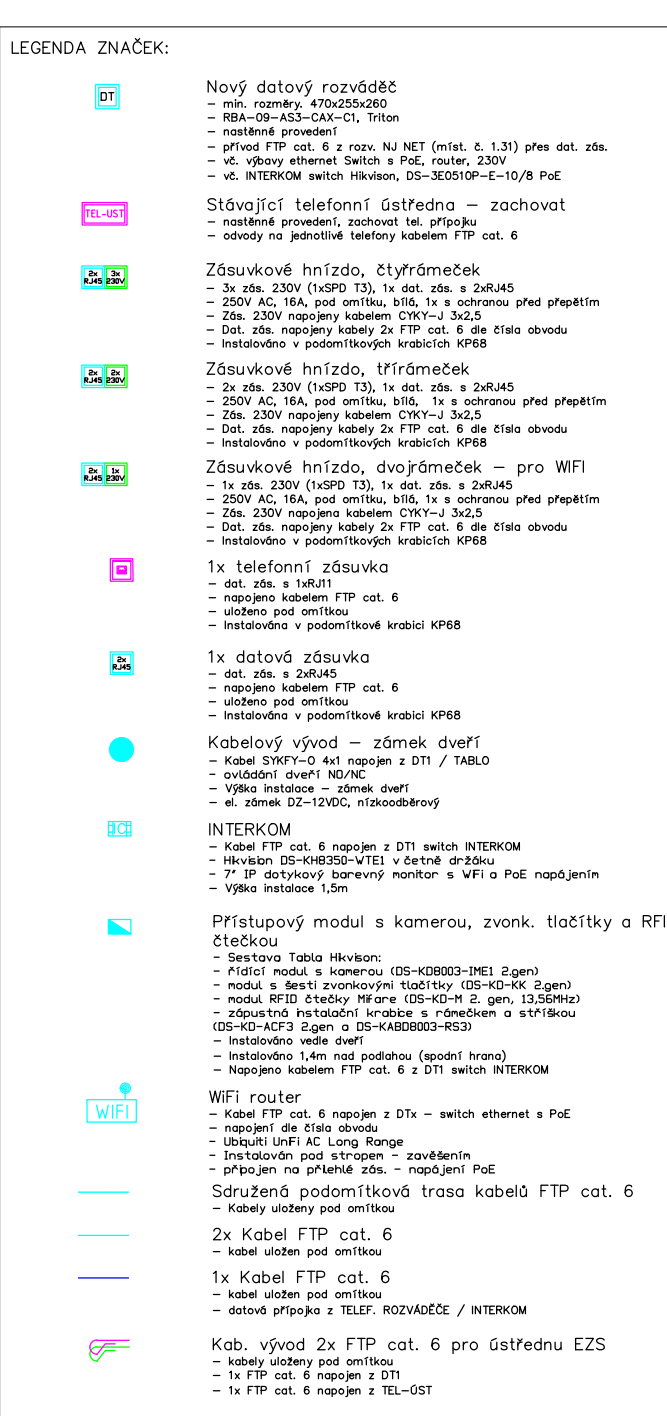 LEGENDA ZNAČEK:
DT
Nový datový rozváděč
– min. rozměry. 470x255x260
– RBA–09–AS3–CAX–C1, Triton
– nastěnné provedení
– přívod FTP cat. 6 z rozv. NJ NET (míst. č. 1.31) přes dat. zás.
– vč. výbavy ethernet Switch s PoE, router, 230V
– vč. INTERKOM switch Hikvison, DS–3E0510P–E–10/8 PoE
TEL-UST
Stávající telefonní ústředna – zachovat
– nastěnné provedení, zachovat tel. přípojku
– odvody na jednotlivé telefony kabelem FTP cat. 6
2x RJ45 3x 230V
Zásuvkové hnízdo, čtyřrámeček
– 3x zás. 230V (1xSPD T3), 1x dat. zás. s 2xRJ45
– 250V AC, 16A, pod omítku, bílá, 1x s ochranou před přepětím
– Zás. 230V napojeny kabelem CYKY–J 3x2,5
– Dat. zás. napojeny kabely 2x FTP cat. 6 dle čísla obvodu
– Instalováno v podomítkových krabicích KP68
2x RJ45 2x 230V
Zásuvkové hnízdo, třírámeček
– 2x zás. 230V (1xSPD T3), 1x dat. zás. s 2xRJ45
– 250V AC, 16A, pod omítku, bílá, 1x s ochranou před přepětím
– Zás. 230V napojeny kabelem CYKY–J 3x2,5
– Dat. zás. napojeny kabely 2x FTP cat. 6 dle čísla obvodu
– Instalováno v podomítkových krabicích KP68
2x RJ45 1x 230V
Zásuvkové hnízdo, dvojrámeček – pro WIFI
– 1x zás. 230V (1xSPD T3), 1x dat. zás. s 2xRJ45
– 250V AC, 16A, pod omítku, bílá, 1x s ochranou před přepětím
– Zás. 230V napojena kabelem CYKY–J 3x2,5
– Dat. zás. napojeny kabely 2x FTP cat. 6 dle čísla obvodu
– Instalováno v podomítkových krabicích KP68
1x telefonní zásuvka
– dat. zás. s 1xRJ11
– napojeno kabelem FTP cat. 6
– uloženo pod omítkou
– Instalována v podomítkové krabici KP68
2x RJ45
1x datová zásuvka
– dat. zás. s 2xRJ45
– napojeno kabelem FTP cat. 6
– uloženo pod omítkou
– Instalována v podomítkové krabici KP68
Kabelový vývod – zámek dveří
– Kabel SYKFY–O 4x1 napojen z DT1 / TABLO
- ovládání dveří NO/NC
– Výška instalace – zámek dveří
– el. zámek DZ–12VDC, nízkoodběrový
INTERKOM
– Kabel FTP cat. 6 napojen z DT1 switch INTERKOM
- Hikvision DS-KH8350-WTE1 v četně držáku
- 7" IP dotykový barevný monitor s WiFi a PoE napájením
– Výška instalace 1,5m
Přístupový modul s kamerou, zvonk. tlačítky a RFI
čtečkou
- Sestava Tabla Hikvison:
- řídící modul s kamerou (DS-KD8003-IME1 2.gen)
- modul s šesti zvonkovými tlačítky (DS-KD-KK 2.gen)
- modul RFID čtečky Mifare (DS-KD-M 2. gen, 13,56MHz)
- zápustná instalační krabice s rámečkem a stříškou
(DS-KD-ACF3 2.gen a DS-KABD8003-RS3)
– Instalováno vedle dveří
– Instalováno 1,4m nad podlahou (spodní hrana)
– Napojeno kabelem FTP cat. 6 z DT1 switch INTERKOM
WIFI
WiFi router
– Kabel FTP cat. 6 napojen z DTx – switch ethernet s PoE
– napojení dle čísla obvodu
- Ubiquiti UniFi AC Long Range
- Instalován pod stropem - zavěšením
- připojen na přilehlé zás. - napájení PoE
Sdružená podomítková trasa kabelů FTP cat. 6
– Kabely uloženy pod omítkou
2x Kabel FTP cat. 6
– kabel uložen pod omítkou
1x Kabel FTP cat. 6
– kabel uložen pod omítkou
– datová přípojka z TELEF. ROZVÁDĚČE / INTERKOM
Kab. vývod 2x FTP cat. 6 pro ústřednu EZS
– kabely uloženy pod omítkou
– 1x FTP cat. 6 napojen z DT1
– 1x FTP cat. 6 napojen z TEL–ÚST